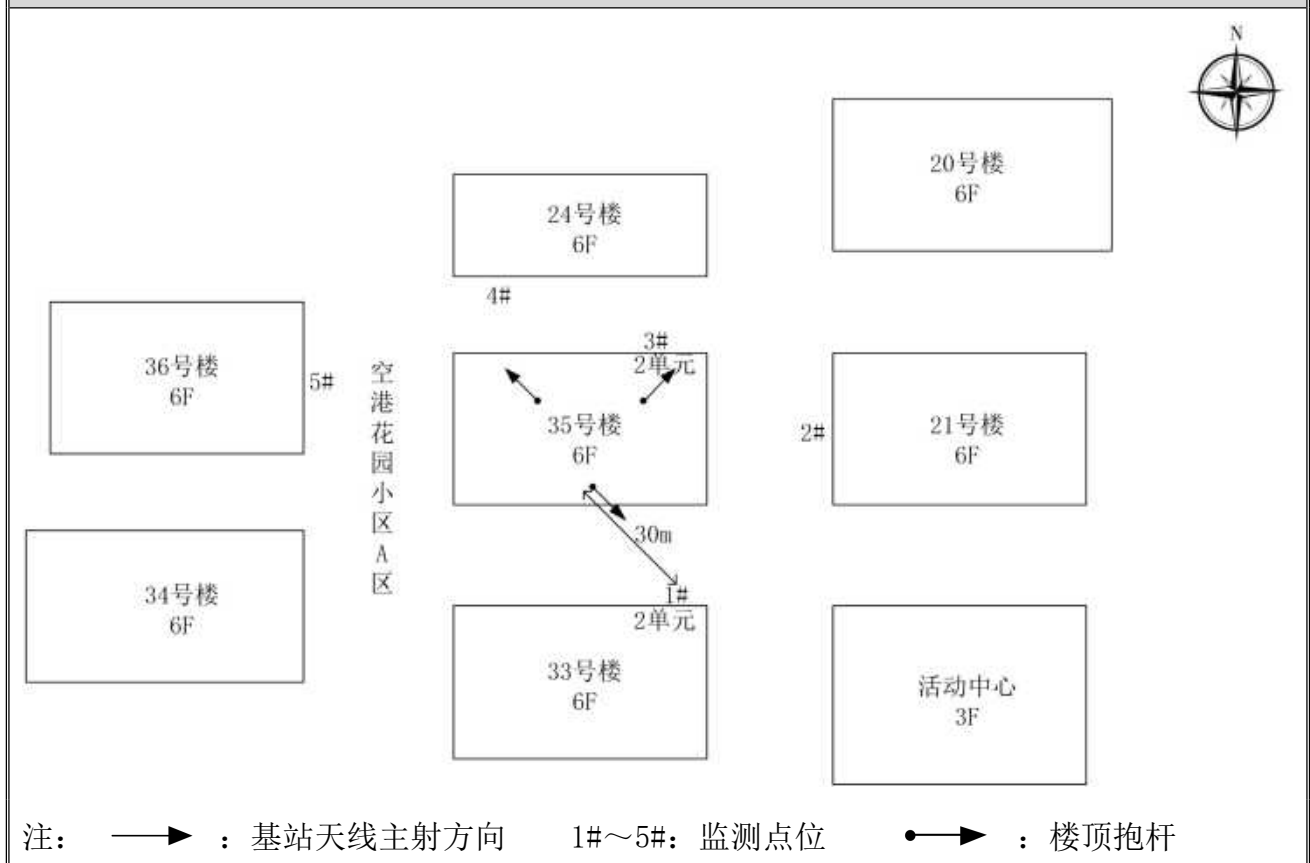 N
20号楼
6F
24号楼
6F
4#
3#
2单元
36号楼
6F
5#
空港花园小区A区
35号楼
6F
2#
21号楼
6F
30m
1#
2单元
34号楼
6F
33号楼
6F
活动中心
3F
注： ：基站天线主射方向 1#～5#：监测点位 ：楼顶抱杆